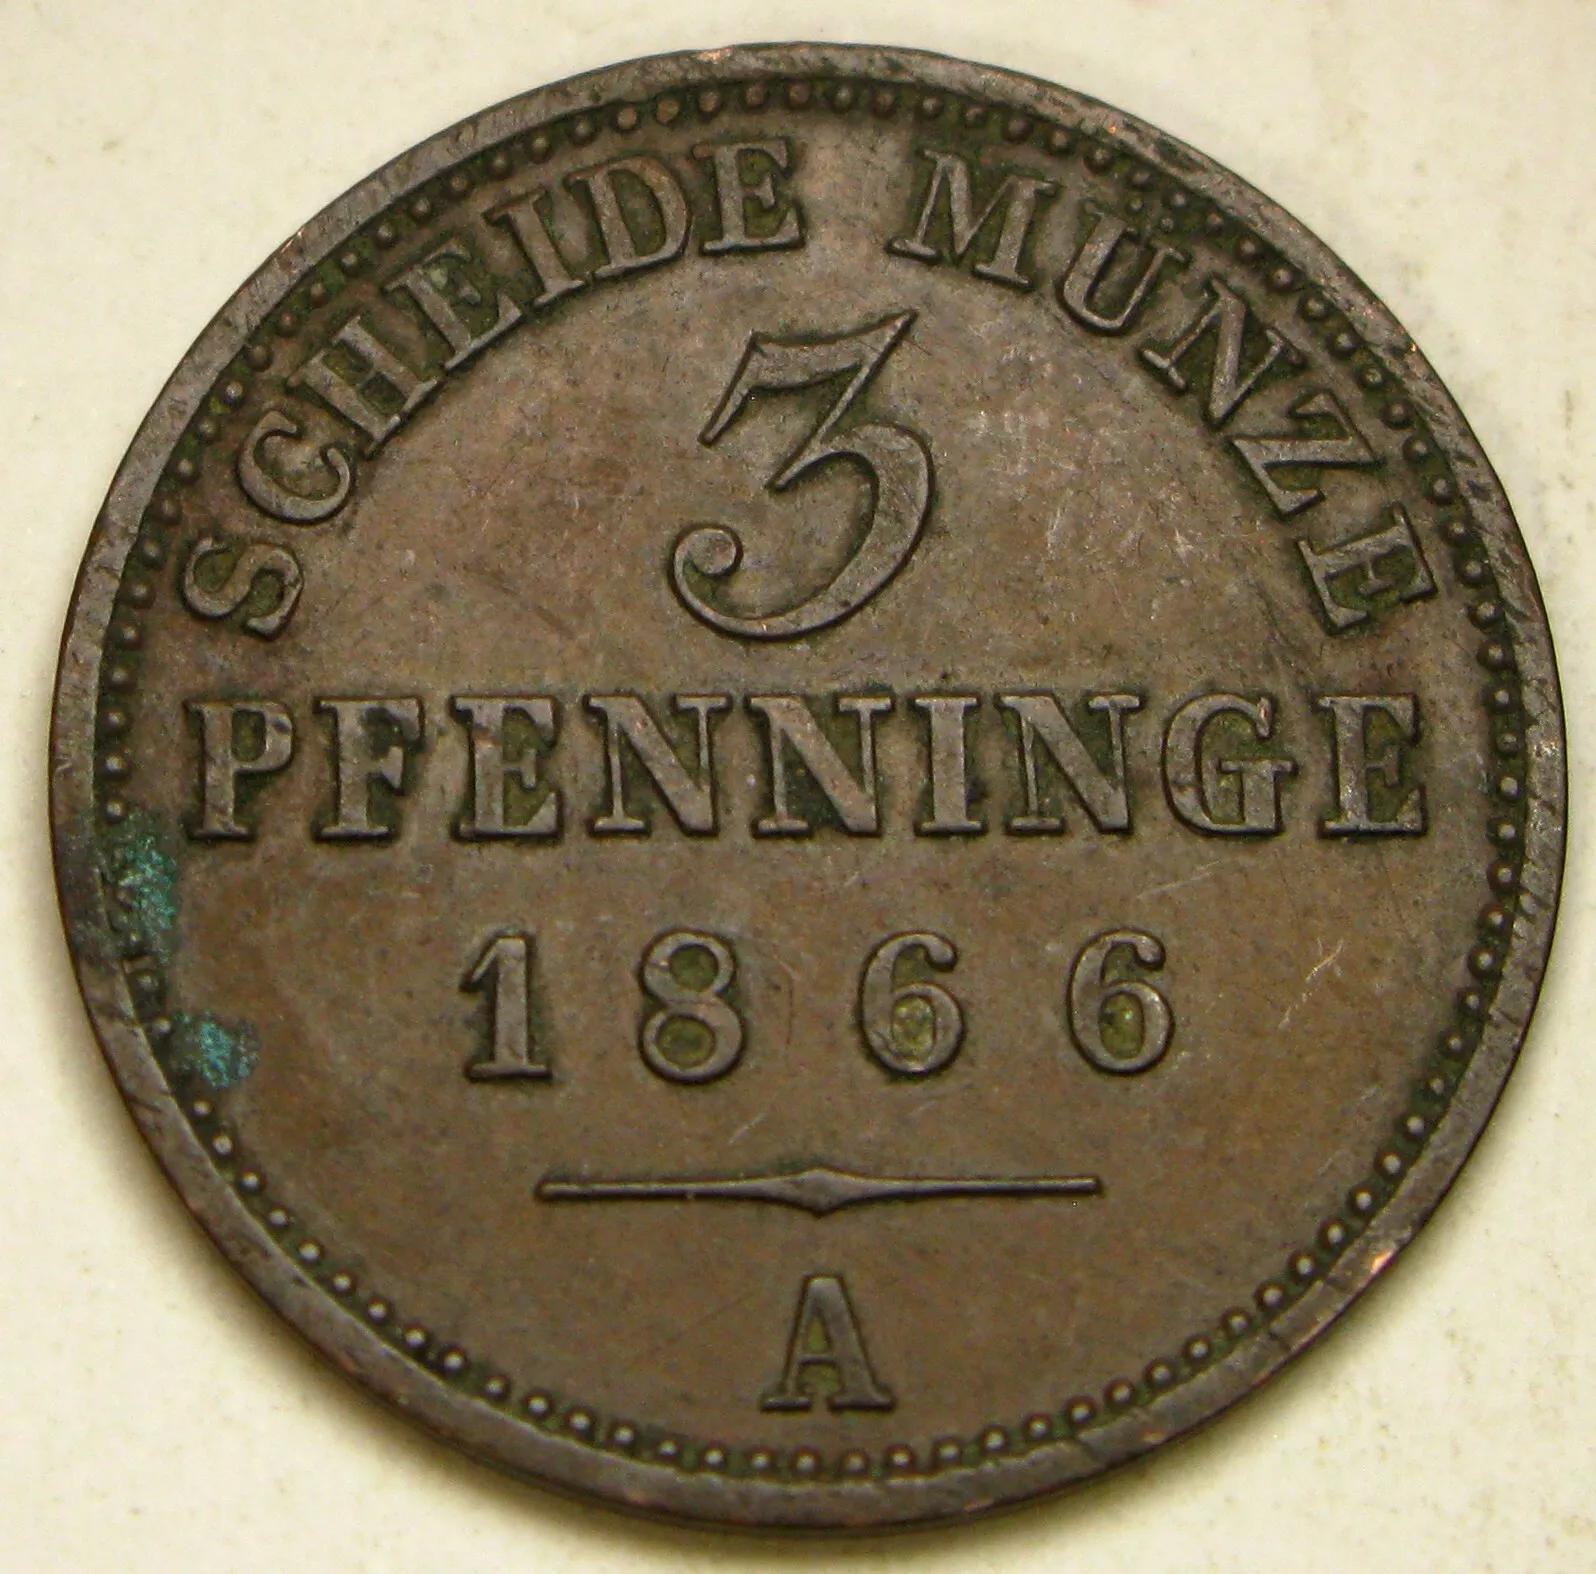 SCHEIDE MÜNZE
3
PFENNINGE
1866
A